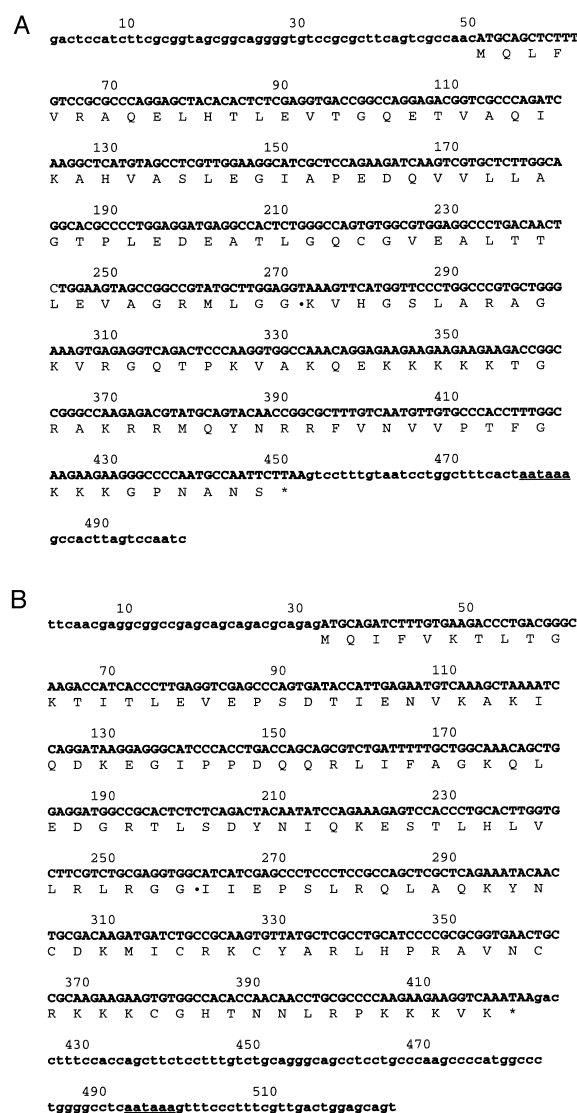 A
10 30 50
gactccatcttcgcggtagcggcaggggtgtccgcgcttcagtcgccaacATGCAGCTCTTT
M Q L F
70 90 110
GTCCGCGCCCAGGAGCTACACACTCTCGAGGTGACCGGCCAGGAGACGGTCGCCCAGATC
V R A Q E L H T L E V T G Q E T V A Q I
130 150 170
AAGGCTCATGTAGCCTCGTTGGAAGGCATCGCTCCAGAAGATCAAGTCGTGCTCTTGGCA
K A H V A S L E G I A P E D Q V V L L A
190 210 230
GGCACGCCCCTGGAGGATGAGGCCACTCTGGGCCAGTGTGGCGTGGAGGCCCTGACAACT
G T P L E D E A T L G Q C G V E A L T T
250 270 290
CTGGAAGTAGCCGGCCGTATGCTTGGAGGTAAAGTTCATGGTTCCCTGGCCCGTGCTGGG
L E V A G R M L G G •K V H G S L A R A G
310 330 350
AAAGTGAGAGGTCAGACTCCCAAGGTGGCCAAACAGGAGAAGAAGAAGAAGAAGACCGGC
K V R G Q T P K V A K Q E K K K K K T G
370 390 410
CGGGCCAAGAGACGTATGCAGTACAACCGGCGCTTTGTCAATGTTGTGCCCACCTTTGGC
R A K R R M Q Y N R R F V N V V P T F G
430 450 470
AAGAAGAAGGGCCCCAATGCCAATTCTTAAgtcctttgtaatcctggctttcactaataaa
K K K G P N A N S *
490
gccacttagtccaatc
B
10 30 50
ttcaacgaggcggccgagcagcagacgcagagATGCAGATCTTTGTGAAGACCCTGACGGGC
M Q I F V K T L T G
70 90 110
AAGACCATCACCCTTGAGGTCGAGCCCAGTGATACCATTGAGAATGTCAAAGCTAAAATC
K T I T L E V E P S D T I E N V K A K I
130 150 170
CAGGATAAGGAGGGCATCCCACCTGACCAGCAGCGTCTGATTTTTGCTGGCAAACAGCTG
Q D K E G I P P D Q Q R L I F A G K Q L
190 210 230
GAGGATGGCCGCACTCTCTCAGACTACAATATCCAGAAAGAGTCCACCCTGCACTTGGTG
E D G R T L S D Y N I Q K E S T L H L V
250 270 290
CTTCGTCTGCGAGGTGGCATCATCGAGCCCTCCCTCCGCCAGCTCGCTCAGAAATACAAC
L R L R G G •I I E P S L R Q L A Q K Y N
310 330 350
TGCGACAAGATGATCTGCCGCAAGTGTTATGCTCGCCTGCATCCCCGCGCGGTGAACTGC
C D K M I C R K C Y A R L H P R A V N C
370 390 410
CGCAAGAAGAAGTGTGGCCACACCAACAACCTGCGCCCCAAGAAGAAGGTCAAATAAgac
R K K K C G H T N N L R P K K K V K *
430 450 470
ctttccaccagcttctcctttgtctgcagggcagcctcctgcccaagccccatggccc
490 510
tggggcctcaataaagtttccctttcgttgactggagcagt